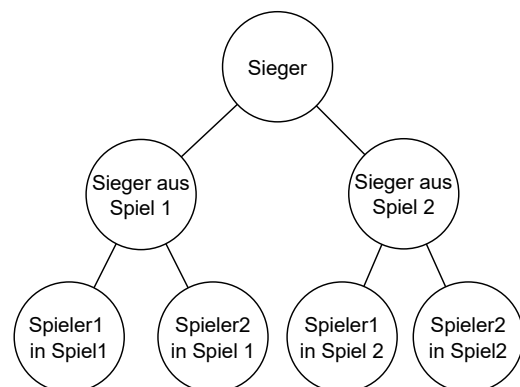 Sieger
Sieger aus
Spiel 1
Sieger aus
Spiel 2
Spieler1
in Spiel1
Spieler2
in Spiel 1
Spieler1
in Spiel 2
Spieler2
in Spiel2